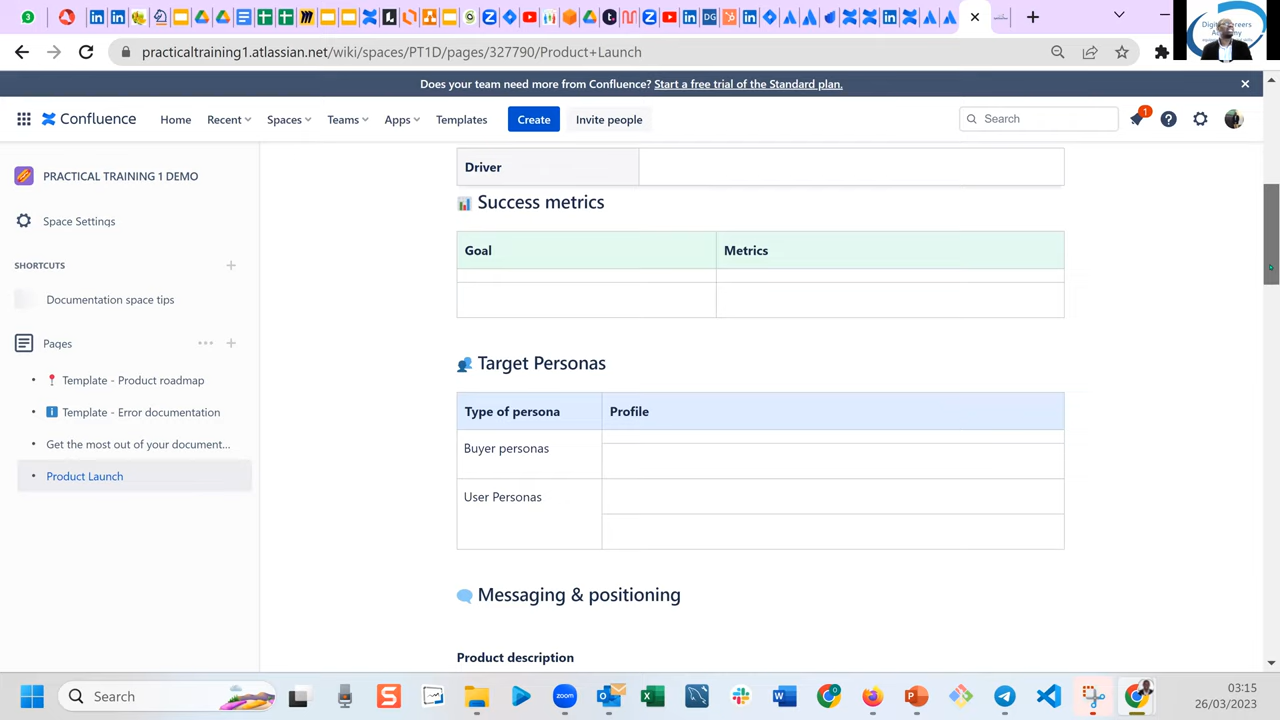 practicaltraining1.atlassian.net/wiki/spaces/PT1D/pages/327790/Product+Launch
Does your team need more from Confluence? Start a free trial of the Standard plan.
Confluence
Home
Recent
Spaces
Teams
Apps
Templates
Create
Invite people
Search
1
PRACTICAL TRAINING 1 DEMO
Space Settings
SHORTCUTS
Documentation space tips
Pages
Template - Product roadmap
Template - Error documentation
Get the most out of your document...
Product Launch
Driver
Success metrics
Goal
Metrics
Target Personas
Type of persona
Profile
Buyer personas
User Personas
Messaging & positioning
Product description
Search
zoom
03:15
26/03/2023